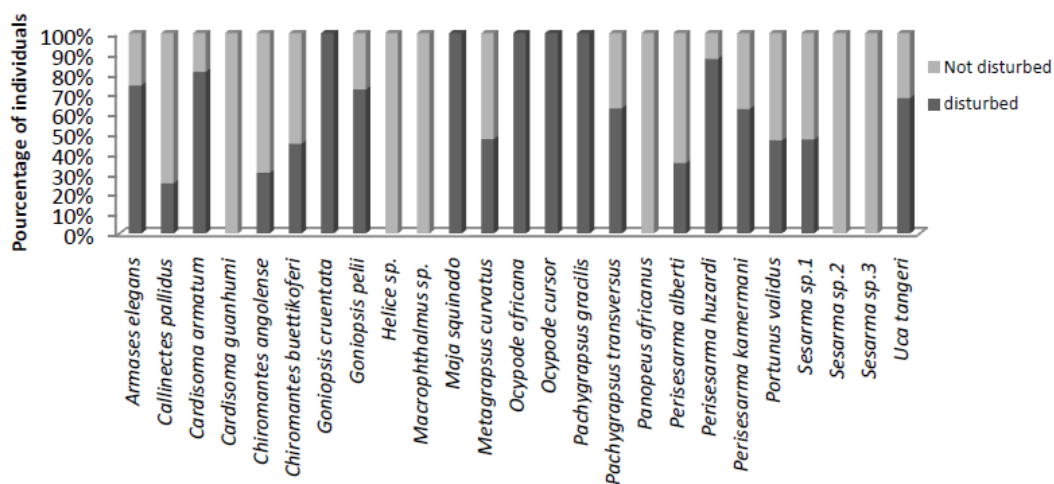 Pourcentage of individuals
100%
90%
80%
70%
60%
50%
40%
30%
20%
10%
0%
Not disturbed
disturbed
Armases elegans
Callinectes pallidus
Cardisoma armatum
Cardisoma guanhumi
Chiromantes angolense
Chiromantes buettikoferi
Goniopsis cruentata
Goniopsis pelii
Helice sp.
Macrophthalmus sp.
Maja squinado
Metagrapsus curvatus
Ocypode africana
Ocypode cursor
Pachygrapsus gracilis
Pachygrapsus transversus
Panopeus africanus
Perisesarma alberti
Perisesarma huzardi
Perisesarma kamermani
Portunus validus
Sesarma sp.1
Sesarma sp.2
Sesarma sp.3
Uca tangeri